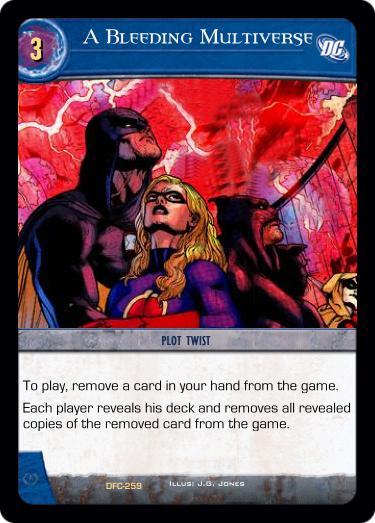 3
A Bleeding Multiverse
DC
PLOT TWIST
To play, remove a card in your hand from the game.
Each player reveals his deck and removes all revealed
copies of the removed card from the game.
DFC-259
Illus: J.G. Jones